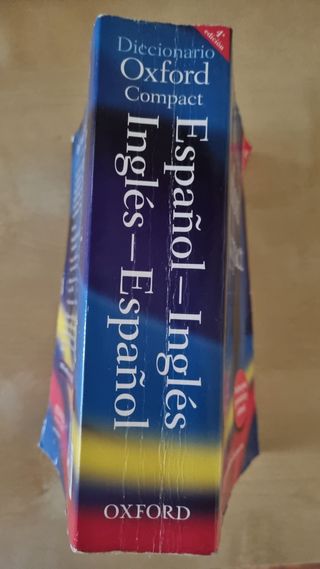 Diccionario
Oxford
Compact
4ª
edición
Español–Inglés
Inglés–Español
OXFORD